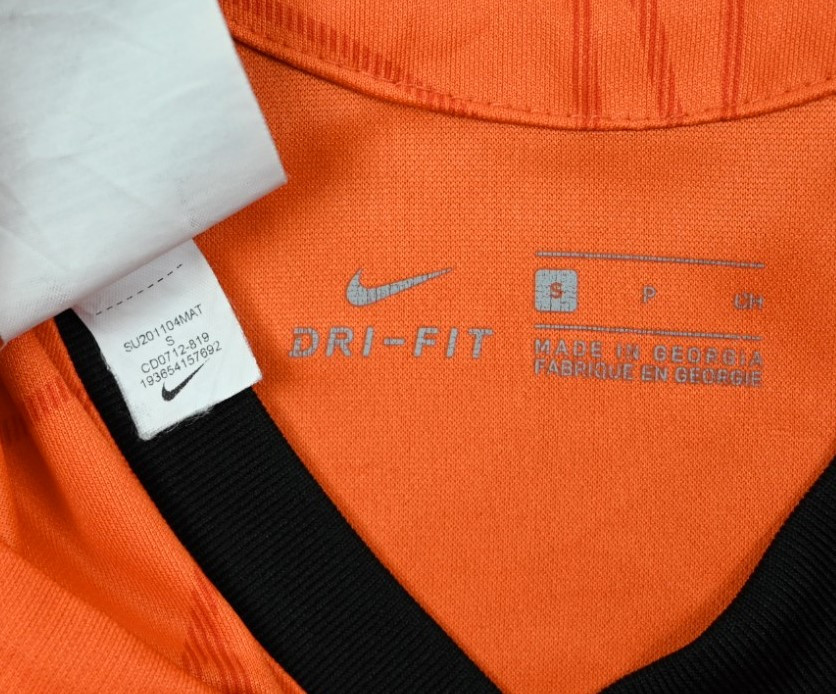 SU201104MAT
S
CD0712-819
193654157692
DRI-FIT
S P CH
MADE IN GEORGIA
FABRIQUE EN GEORGIE